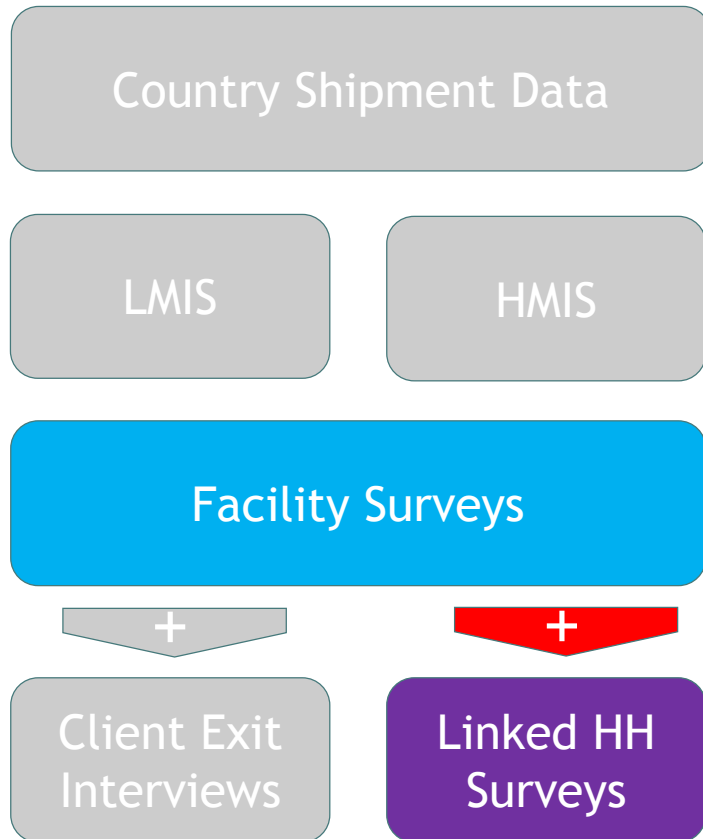 Country Shipment Data
LMIS
HMIS
Facility Surveys
+
+
Client Exit
Interviews
Linked HH
Surveys